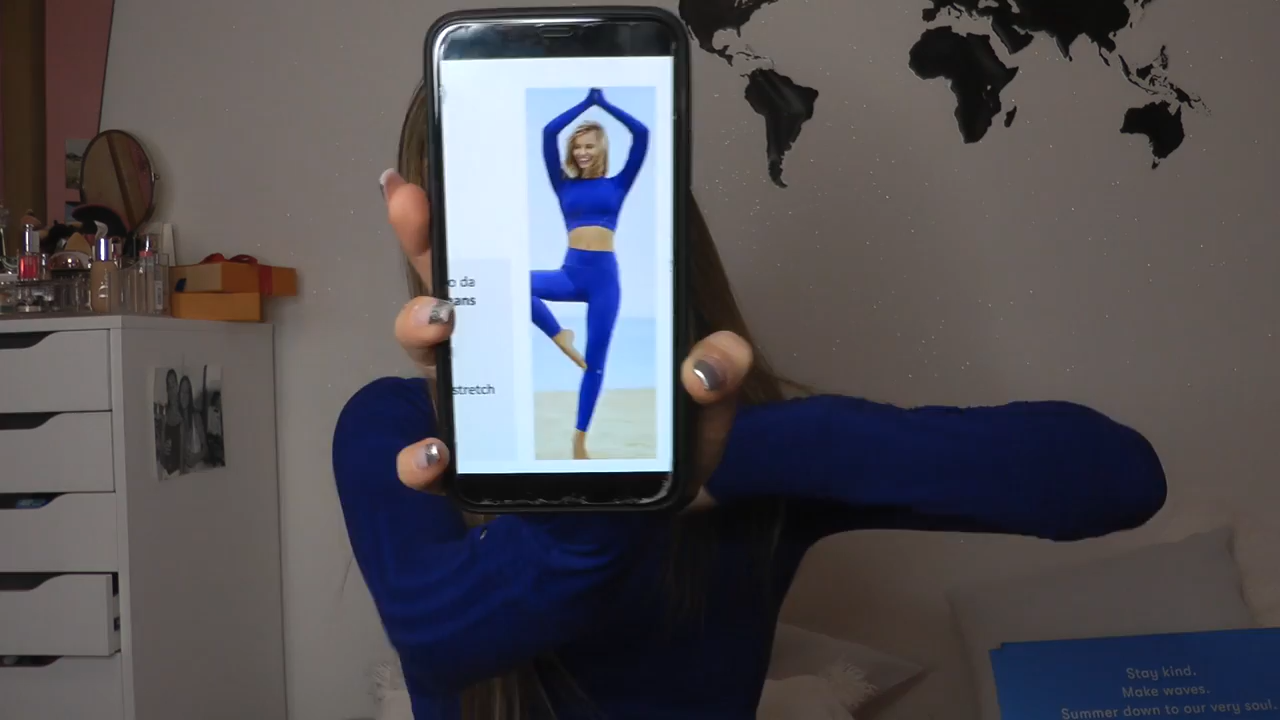 o da
ans
stretch
Stay kind.
Make waves.
Summer down to our very soul.